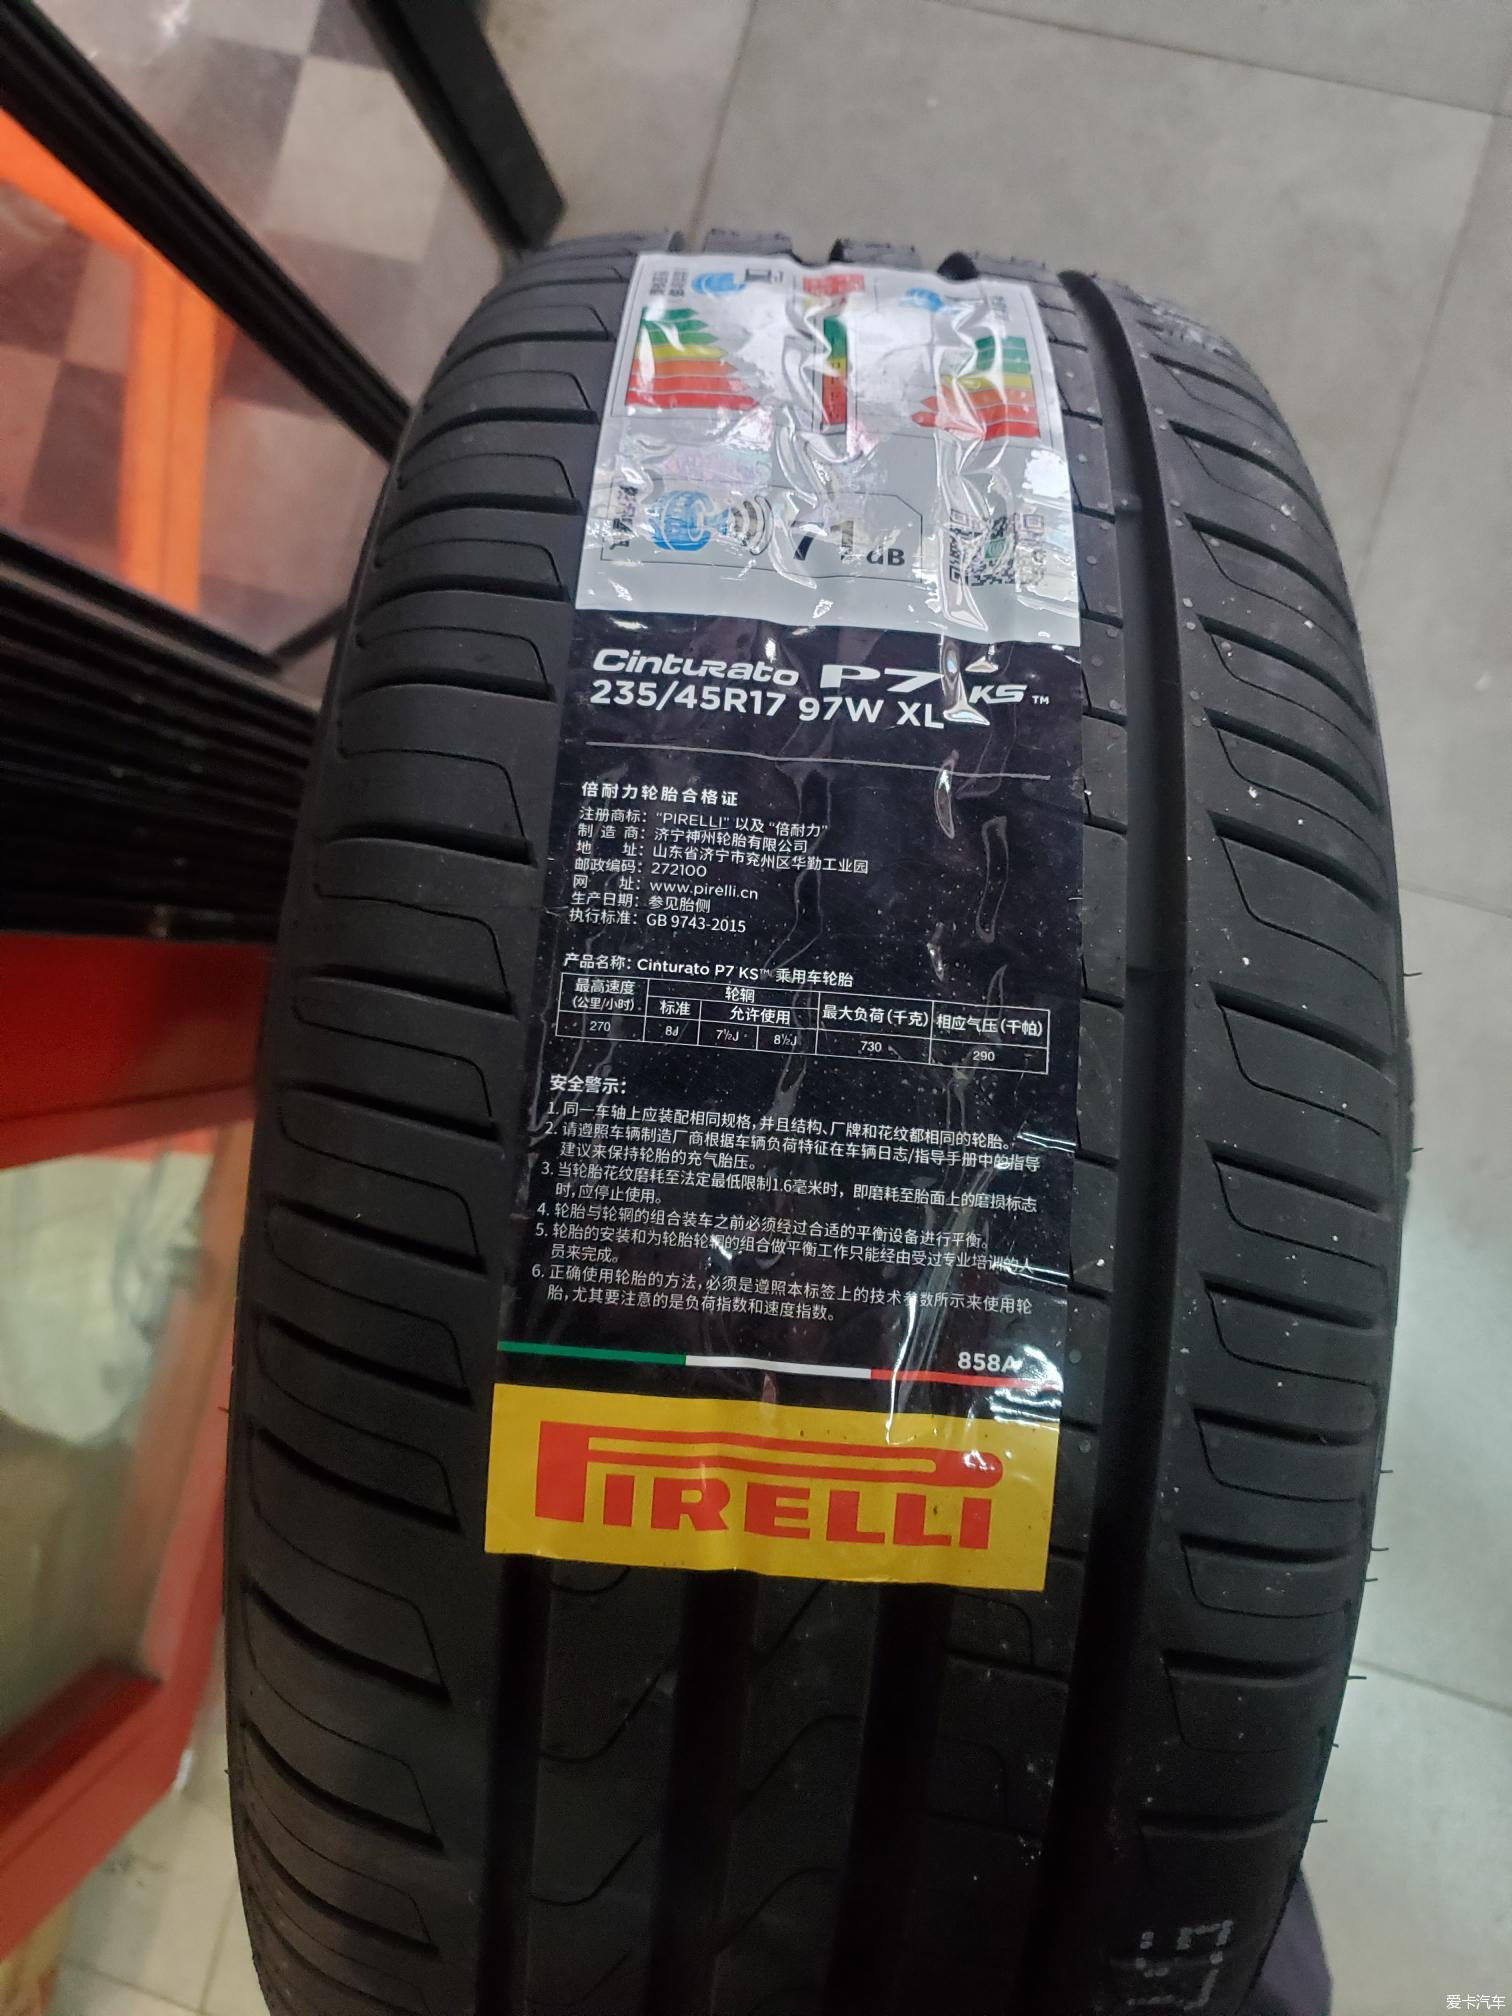 71 dB
Cinturato P7 KS™
235/45R17 97W XL
倍耐力轮胎合格证
注册商标：“PIRELLI”以及“倍耐力”
制 造 商：济宁神州轮胎有限公司
地 址：山东省济宁市兖州区华勤工业园
邮政编码：272100
网 址：www.pirelli.cn
生产日期：参见胎侧
执行标准：GB 9743-2015
产品名称：Cinturato P7 KS™ 乘用车轮胎
最高速度（公里/小时） 轮辋 最大负荷（千克） 相应气压（千帕）
标准 允许使用
270 8J 7½J 8½J 730 290
安全警示：
1. 同一车轴上应装配相同规格，并且结构、厂牌和花纹都相同的轮胎。
2. 请遵照车辆制造厂商根据车辆负荷特征在车辆日志/指导手册中的指导
建议来保持轮胎的充气胎压。
3. 当轮胎花纹磨耗至法定最低限制1.6毫米时，即磨耗至胎面上的磨损标志
时，应停止使用。
4. 轮胎与轮辋的组合装车之前必须经过合适的平衡设备进行平衡。
5. 轮胎的安装和为轮胎轮辋的组合做平衡工作只能经由受过专业培训的人
员来完成。
6. 正确使用轮胎的方法，必须是遵照本标签上的技术参数所示来使用轮
胎，尤其要注意的是负荷指数和速度指数。
858A
PIRELLI
爱卡汽车